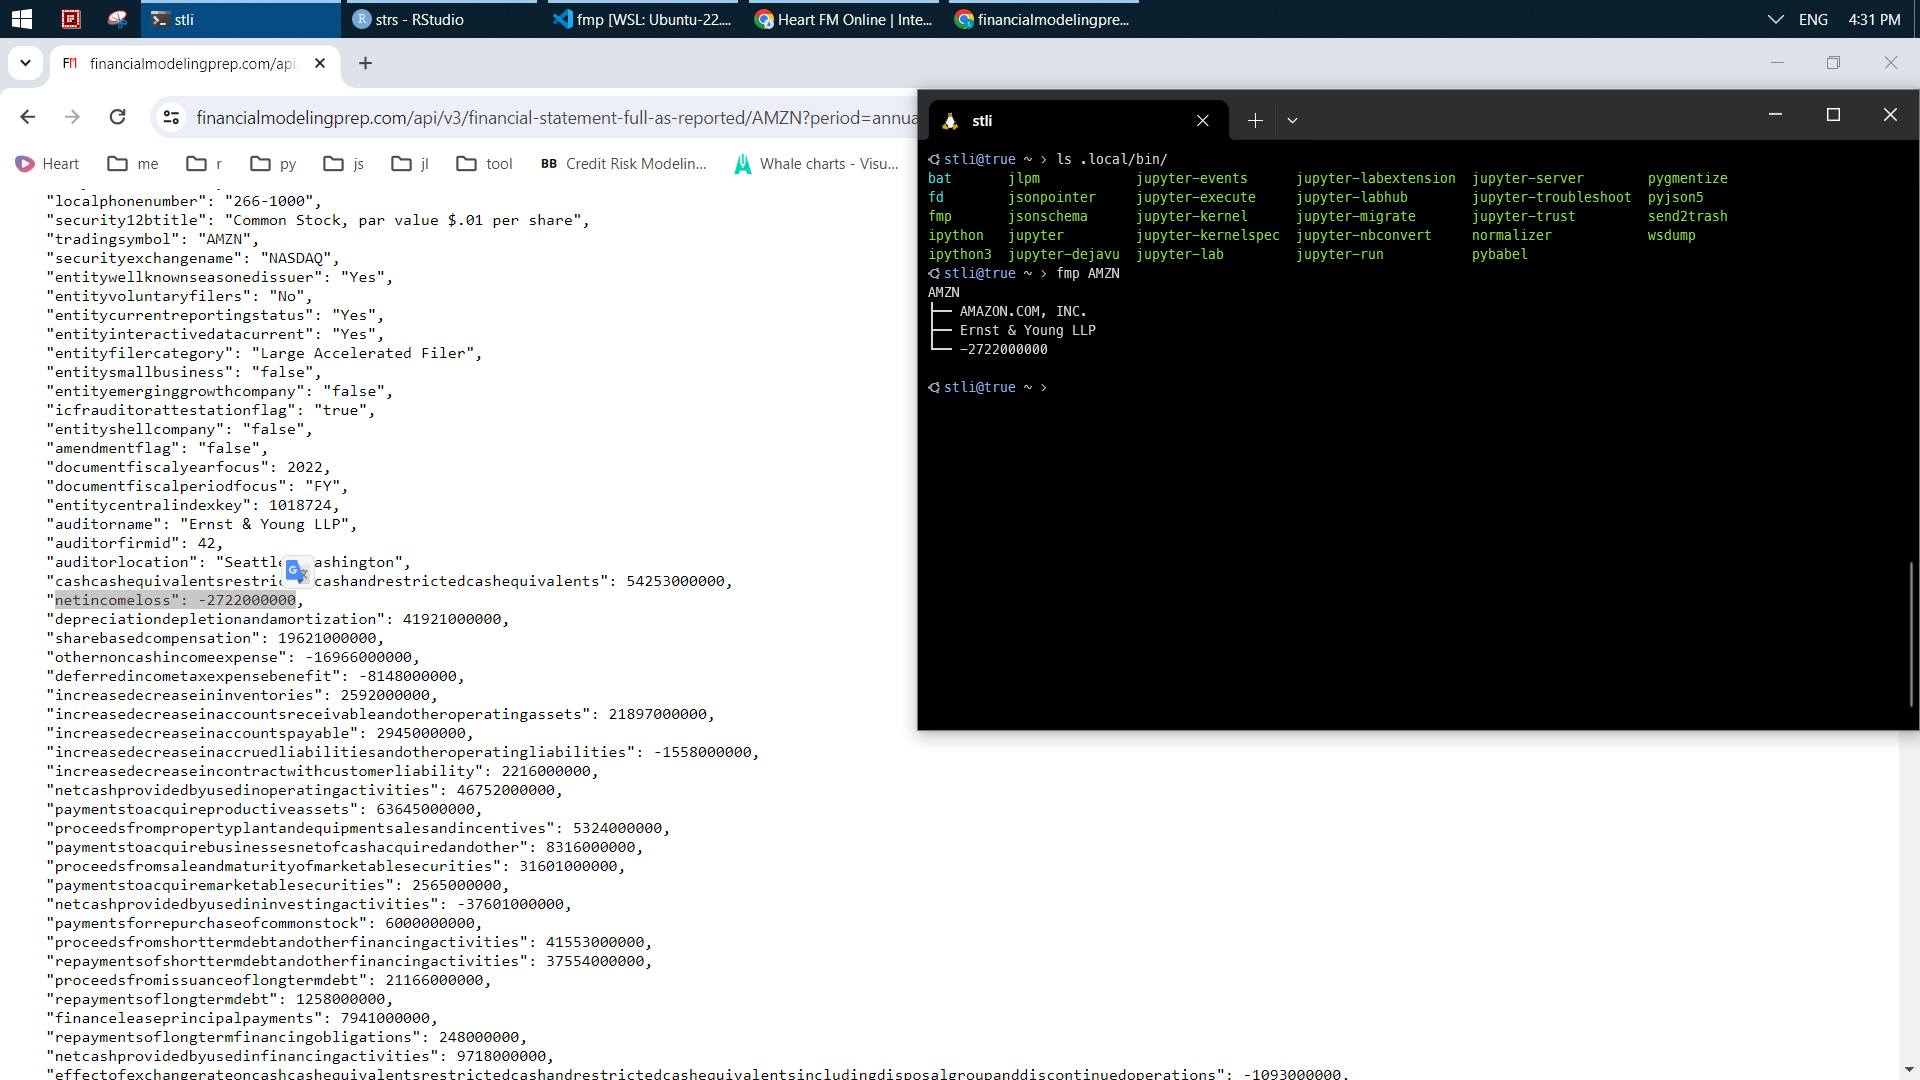 stli
strs - RStudio
fmp [WSL: Ubuntu-22....
Heart FM Online | Inte...
financialmodelingpre...
ENG
4:31 PM
financialmodelingprep.com/api
financialmodelingprep.com/api/v3/financial-statement-full-as-reported/AMZN?period=annua
Heart
me
r
py
js
jl
tool
BB Credit Risk Modelin...
Whale charts - Visu...
"localphonenumber": "266-1000",
"security12btitle": "Common Stock, par value $.01 per share",
"tradingsymbol": "AMZN",
"securityexchangename": "NASDAQ",
"entitywellknownseasonedissuer": "Yes",
"entityvoluntaryfilers": "No",
"entitycurrentreportingstatus": "Yes",
"entityinteractivedatacurrent": "Yes",
"entityfilercategory": "Large Accelerated Filer",
"entitysmallbusiness": "false",
"entityemerginggrowthcompany": "false",
"icfrauditorattestationflag": "true",
"entityshellcompany": "false",
"amendmentflag": "false",
"documentfiscalyearfocus": 2022,
"documentfiscalperiodfocus": "FY",
"entitycentralindexkey": 1018724,
"auditorname": "Ernst & Young LLP",
"auditorfirmid": 42,
"auditorlocation": "Seattle ashington",
"cashcashequivalentsrestric cashandrestrictedcashequivalents": 54253000000,
"netincomeloss": -2722000000,
"depreciationdepletionandamortization": 41921000000,
"sharebasedcompensation": 19621000000,
"othernoncashincomeexpense": -16966000000,
"deferredincometaxexpensebenefit": -8148000000,
"increasedecreaseininventories": 2592000000,
"increasedecreaseinaccountsreceivableandotheroperatingassets": 21897000000,
"increasedecreaseinaccountspayable": 2945000000,
"increasedecreaseinaccruedliabilitiesandotheroperatingliabilities": -1558000000,
"increasedecreaseincontractwithcustomerliability": 2216000000,
"netcashprovidedbyusedinoperatingactivities": 46752000000,
"paymentstoacquireproductiveassets": 63645000000,
"proceedsfrompropertyplantandequipmentsalesandincentives": 5324000000,
"paymentstoacquirebusinessesnetofcashacquiredandother": 8316000000,
"proceedsfromsaleandmaturityofmarketablesecurities": 31601000000,
"paymentstoacquiremarketablesecurities": 2565000000,
"netcashprovidedbyusedininvestingactivities": -37601000000,
"paymentsforrepurchaseofcommonstock": 6000000000,
"proceedsfromshorttermdebtandotherfinancingactivities": 41553000000,
"repaymentsofshorttermdebtandotherfinancingactivities": 37554000000,
"proceedsfromissuanceoflongtermdebt": 21166000000,
"repaymentsoflongtermdebt": 1258000000,
"financeleaseprincipalpayments": 7941000000,
"repaymentsoflongtermfinancingobligations": 248000000,
"netcashprovidedbyusedinfinancingactivities": 9718000000,
"effectofexchangerateoncashcashequivalentsrestrictedcashandrestrictedcashequivalentsincludingdisposalgroupanddiscontinuedoperations": -1093000000,
stli
stli@true ~ > ls .local/bin/
bat jlpm jupyter-events jupyter-labextension jupyter-server pygmentize
fd jsonpointer jupyter-execute jupyter-labhub jupyter-troubleshoot pyjson5
fmp jsonschema jupyter-kernel jupyter-migrate jupyter-trust send2trash
ipython jupyter jupyter-kernelspec jupyter-nbconvert normalizer wsdump
ipython3 jupyter-dejavu jupyter-lab jupyter-run pybabel
stli@true ~ > fmp AMZN
AMZN
├── AMAZON.COM, INC.
├── Ernst & Young LLP
└── -2722000000
stli@true ~ >